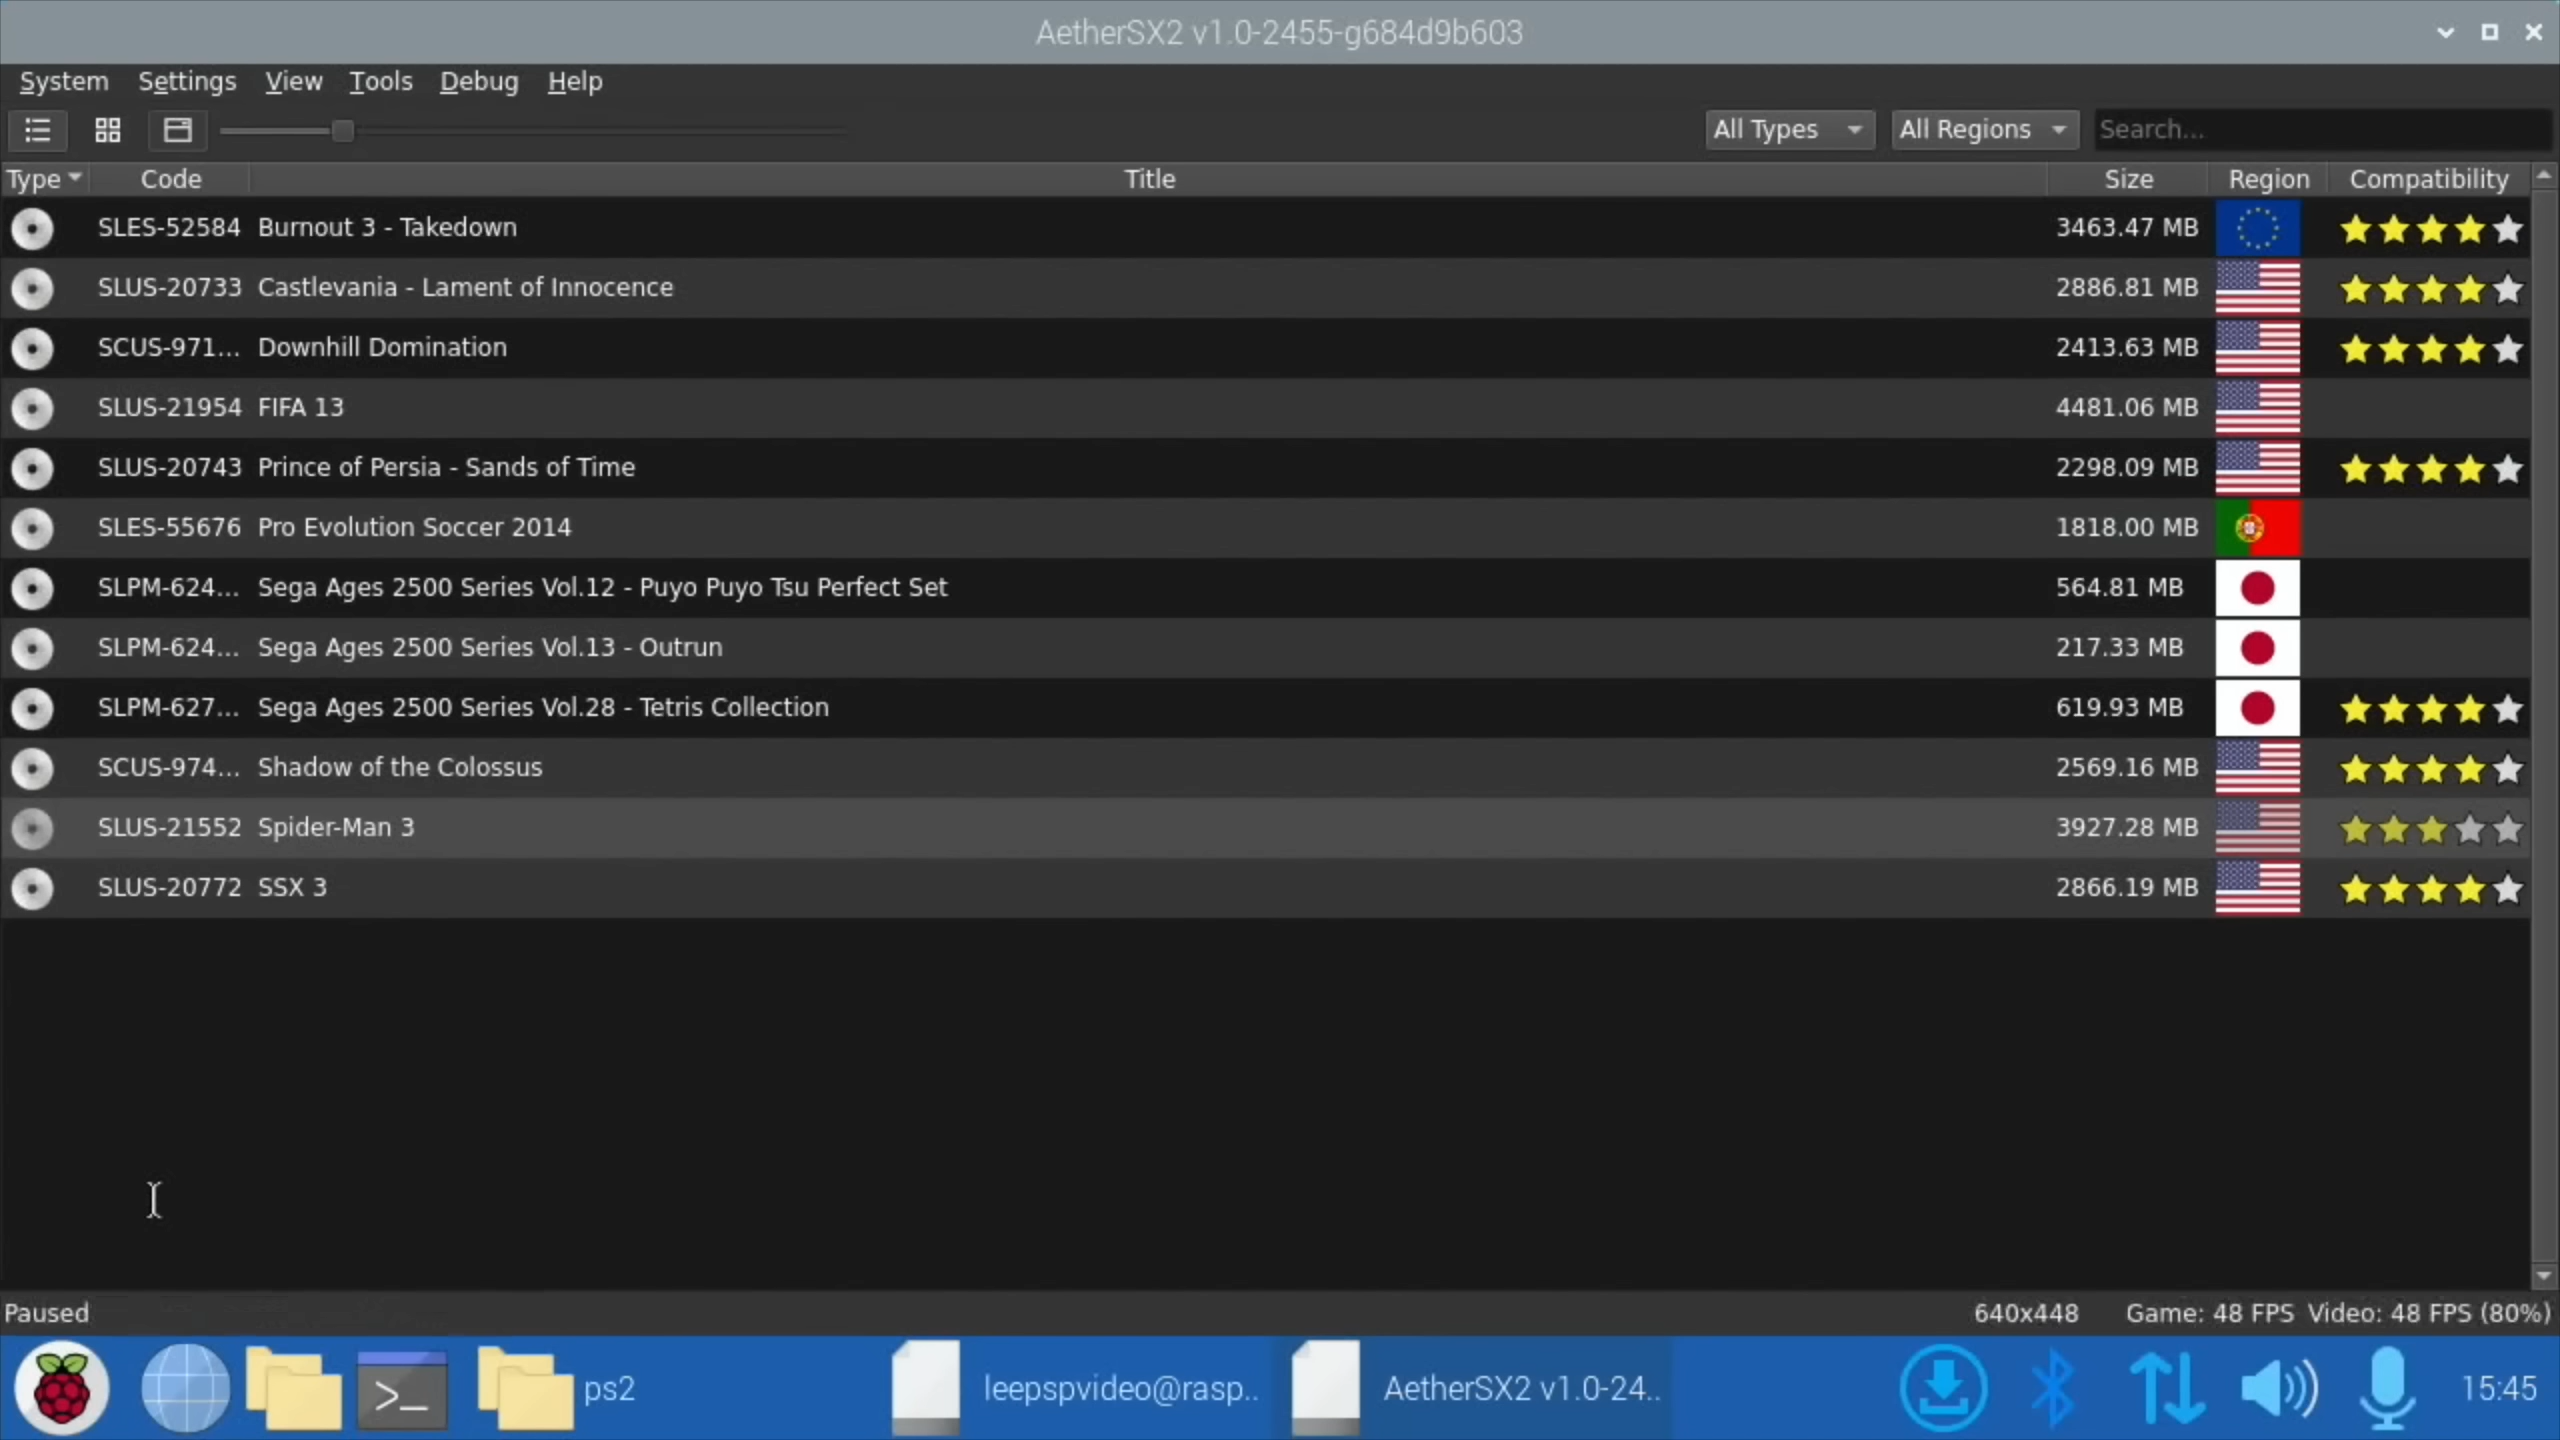 AetherSX2 v1.0-2455-g684d9b603
System Settings View Tools Debug Help
All Types All Regions Search...
Type Code Title Size Region Compatibility
SLES-52584 Burnout 3 - Takedown 3463.47 MB
SLUS-20733 Castlevania - Lament of Innocence 2886.81 MB
SCUS-971... Downhill Domination 2413.63 MB
SLUS-21954 FIFA 13 4481.06 MB
SLUS-20743 Prince of Persia - Sands of Time 2298.09 MB
SLES-55676 Pro Evolution Soccer 2014 1818.00 MB
SLPM-624... Sega Ages 2500 Series Vol.12 - Puyo Puyo Tsu Perfect Set 564.81 MB
SLPM-624... Sega Ages 2500 Series Vol.13 - Outrun 217.33 MB
SLPM-627... Sega Ages 2500 Series Vol.28 - Tetris Collection 619.93 MB
SCUS-974... Shadow of the Colossus 2569.16 MB
SLUS-21552 Spider-Man 3 3927.28 MB
SLUS-20772 SSX 3 2866.19 MB
Paused 640x448 Game: 48 FPS Video: 48 FPS (80%)
>_ ps2 leepspvideo@rasp.. AetherSX2 v1.0-24.. 15:45